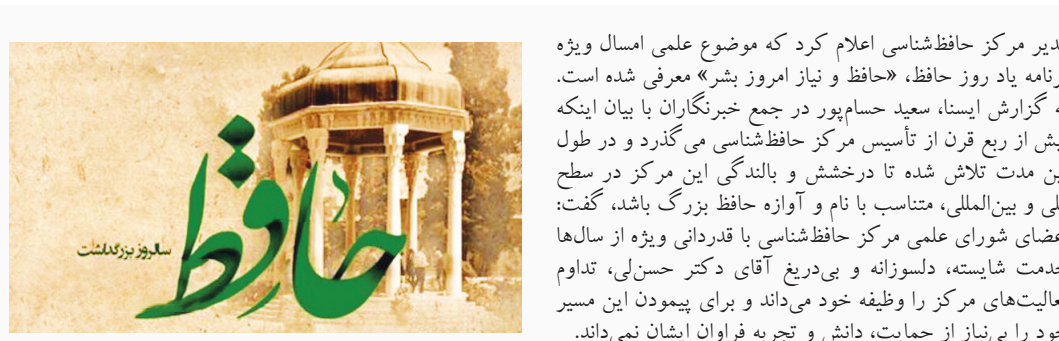 دیر مرکز حافظ‌شناسی اعلام کرد که موضوع علمی امسال ویژه
رنامه یاد روز حافظ، «حافظ و نیاز امروز بشر» معرفی شده است.
گزارش ایسنا، سعید حسام‌پور در جمع خبرنگاران با بیان اینکه
یش از ربع قرن از تأسیس مرکز حافظ‌شناسی می‌گذرد و در طول
ین مدت تلاش شده تا درخشش و بالندگی این مرکز در سطح
لی و بین‌المللی، متناسب با نام و آوازه حافظ بزرگ باشد، گفت:
عضای شورای علمی مرکز حافظ‌شناسی با قدردانی ویژه از سال‌ها
خدمت شایسته، دلسوزانه و بی‌دریغ آقای دکتر حسن‌لی، تداوم
عالیت‌های مرکز را وظیفه خود می‌داند و برای پیمودن این مسیر
خود را بی‌نیاز از حمایت، دانش و تجربه فراوان ایشان نمی‌داند.
سالروز بزرگداشت
حافظ